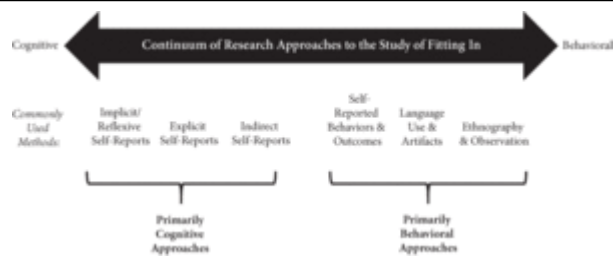 Cognitive
Continuum of Research Approaches to the Study of Fitting In
Behavioral
Commonly
Used
Methods:
Implicit/
Reflexive
Self-Reports
Explicit
Self-Reports
Indirect
Self-Reports
Self-
Reported
Behaviors &
Outcomes
Language
Use &
Artifacts
Ethnography
& Observation
Primarily
Cognitive
Approaches
Primarily
Behavioral
Approaches